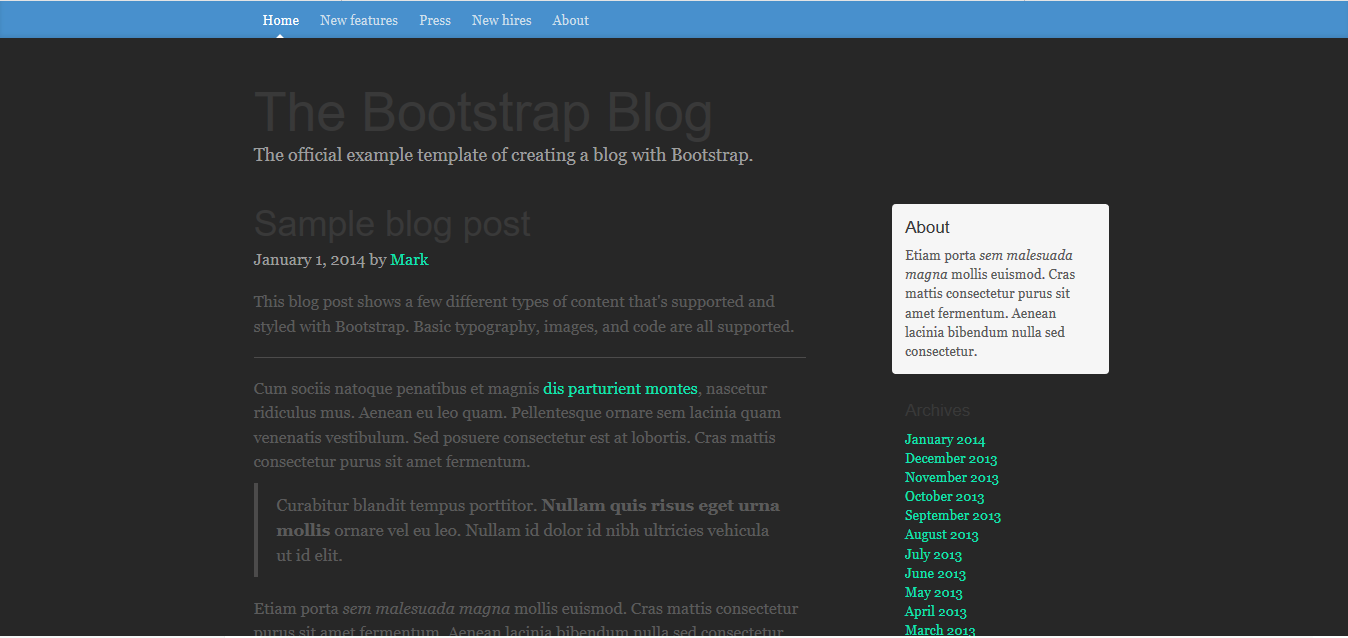 Home New features Press New hires About
The Bootstrap Blog
The official example template of creating a blog with Bootstrap.
Sample blog post
January 1, 2014 by Mark
This blog post shows a few different types of content that's supported and
styled with Bootstrap. Basic typography, images, and code are all supported.
Cum sociis natoque penatibus et magnis dis parturient montes, nascetur
ridiculus mus. Aenean eu leo quam. Pellentesque ornare sem lacinia quam
venenatis vestibulum. Sed posuere consectetur est at lobortis. Cras mattis
consectetur purus sit amet fermentum.
Curabitur blandit tempus porttitor. Nullam quis risus eget urna
mollis ornare vel eu leo. Nullam id dolor id nibh ultricies vehicula
ut id elit.
Etiam porta sem malesuada magna mollis euismod. Cras mattis consectetur
purus sit amet fermentum. Aenean lacinia bibendum nulla sed consectetur.
About
Etiam porta sem malesuada
magna mollis euismod. Cras
mattis consectetur purus sit
amet fermentum. Aenean
lacinia bibendum nulla sed
consectetur.
Archives
January 2014
December 2013
November 2013
October 2013
September 2013
August 2013
July 2013
June 2013
May 2013
April 2013
March 2013